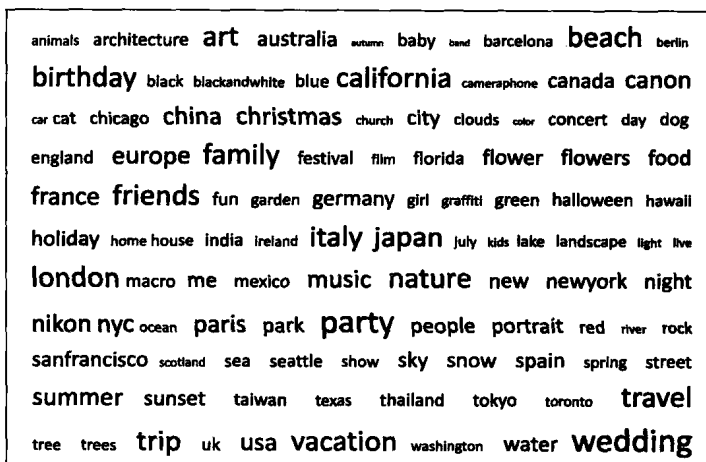 animals architecture art australia autumn baby band barcelona beach berlin
birthday black blackandwhite blue california cameraphone canada canon
car cat chicago china christmas church city clouds color concert day dog
england europe family festival film florida flower flowers food
france friends fun garden germany girl graffiti green halloween hawaii
holiday home house india ireland italy japan july kids lake landscape light live
london macro me mexico music nature new newyork night
nikon nyc ocean paris park party people portrait red river rock
sanfrancisco scotland sea seattle show sky snow spain spring street
summer sunset taiwan texas thailand tokyo toronto travel
tree trees trip uk usa vacation washington water wedding